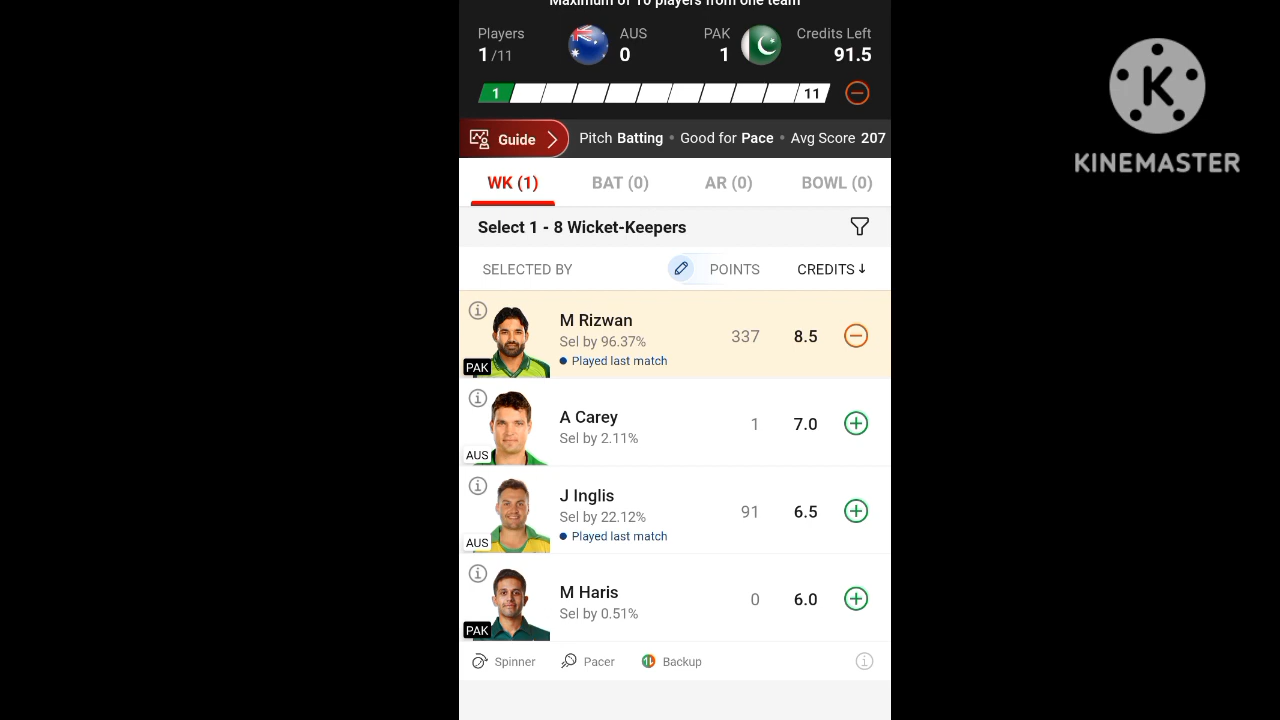 Maximum of 10 players from one team
Players AUS PAK Credits Left
1/11 0 1 91.5
1 11
Guide Pitch Batting • Good for Pace • Avg Score 207
WK (1) BAT (0) AR (0) BOWL (0)
Select 1 - 8 Wicket-Keepers
SELECTED BY POINTS CREDITS↓
M Rizwan
Sel by 96.37% 337 8.5
Played last match
PAK
A Carey
Sel by 2.11% 1 7.0
AUS
J Inglis
Sel by 22.12% 91 6.5
Played last match
AUS
M Haris
Sel by 0.51% 0 6.0
PAK
Spinner Pacer 1L Backup
K
KINEMASTER